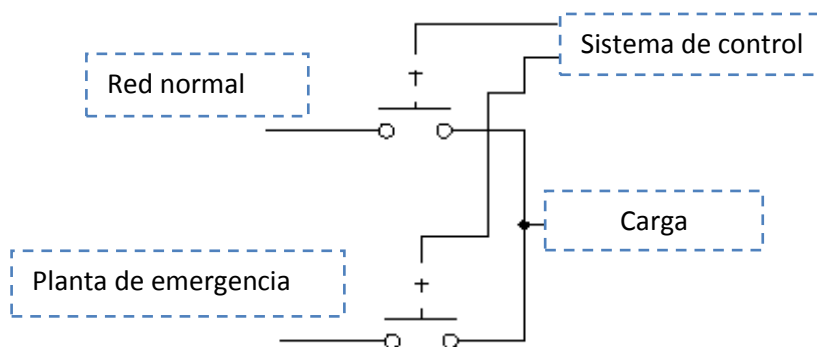 Sistema de control
Red normal
Carga
Planta de emergencia